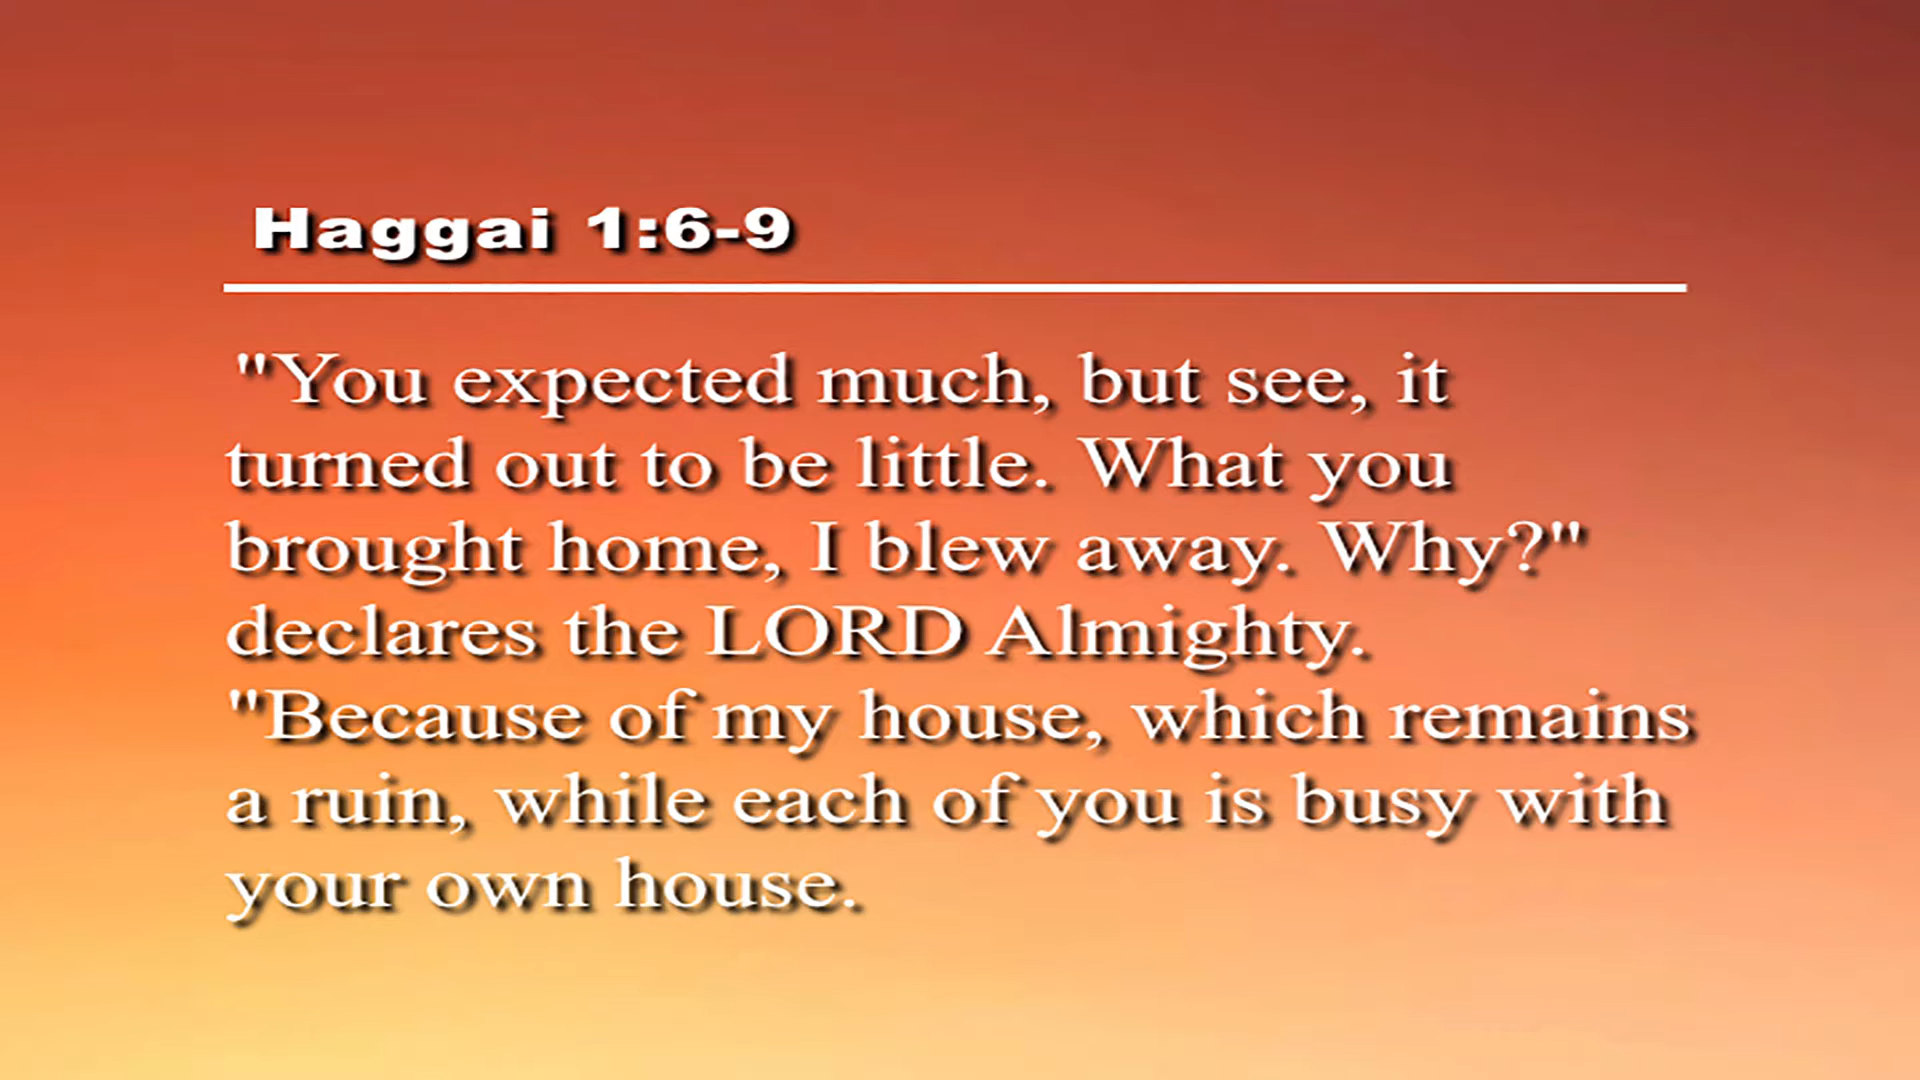 Haggai 1:6-9
"You expected much, but see, it
turned out to be little. What you
brought home, I blew away. Why?"
declares the LORD Almighty.
"Because of my house, which remains
a ruin, while each of you is busy with
your own house.